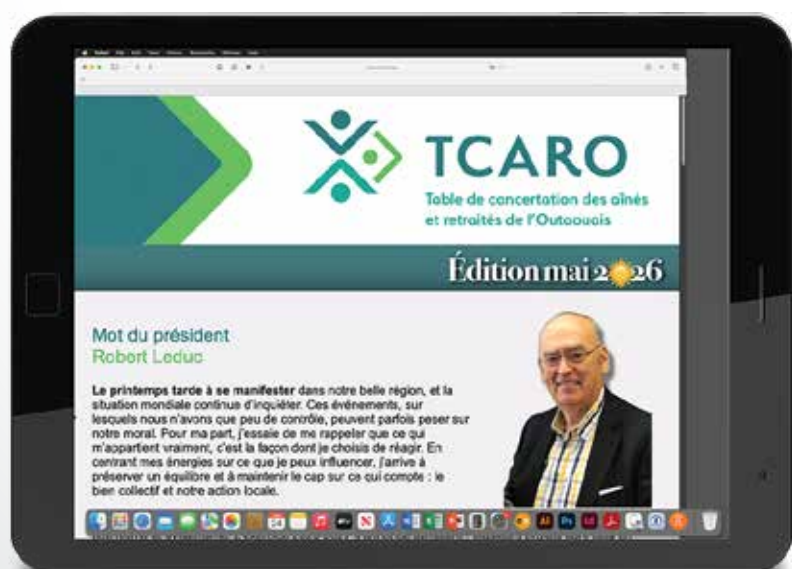 TCARO
Table de concertation des aînés
et retraités de l'Outaouais
Édition mai 2026
Mot du président
Robert Leduc
Le printemps tarde à se manifester dans notre belle région, et la
situation mondiale continue d'inquiéter. Ces événements, sur
lesquels nous n'avons que peu de contrôle, peuvent parfois peser sur
notre moral. Pour ma part, j'essaie de me rappeler que ce qui
m'appartient vraiment, c'est la façon dont je choisis de réagir. En
centrant mes énergies sur ce que je peux influencer, j'arrive à
préserver un équilibre et à maintenir le cap sur ce qui compte : le
bien collectif et notre action locale.